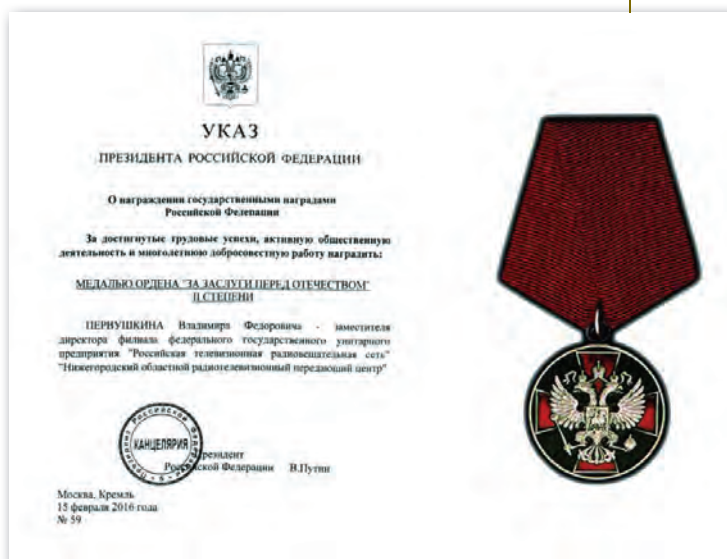 УКАЗ
ПРЕЗИДЕНТА РОССИЙСКОЙ ФЕДЕРАЦИИ
О награждении государственными наградами
Российской Федерации
За достигнутые трудовые успехи, активную общественную
деятельность и многолетнюю добросовестную работу наградить:
МЕДАЛЬЮ ОРДЕНА "ЗА ЗАСЛУГИ ПЕРЕД ОТЕЧЕСТВОМ"
II СТЕПЕНИ
ПЕРВУШКИНА Владимира Федоровича - заместителя
директора филиала федерального государственного унитарного
предприятия "Российская телевизионная радиовещательная сеть"
"Нижегородский областной радиотелевизионный передающий центр"
КАНЦЕЛЯРИЯ
Президент
Российской Федерации В.Путин
Москва, Кремль
15 февраля 2016 года
№ 59